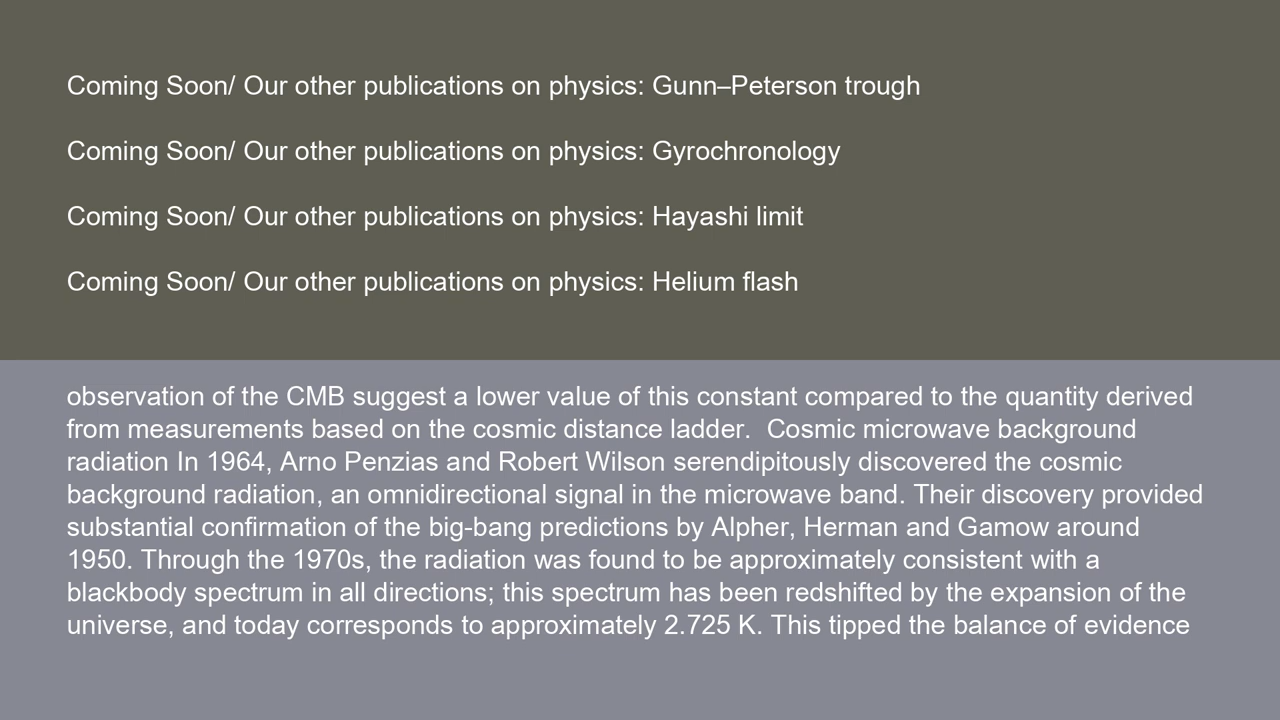 Coming Soon/ Our other publications on physics: Gunn–Peterson trough
Coming Soon/ Our other publications on physics: Gyrochronology
Coming Soon/ Our other publications on physics: Hayashi limit
Coming Soon/ Our other publications on physics: Helium flash
observation of the CMB suggest a lower value of this constant compared to the quantity derived
from measurements based on the cosmic distance ladder.  Cosmic microwave background
radiation In 1964, Arno Penzias and Robert Wilson serendipitously discovered the cosmic
background radiation, an omnidirectional signal in the microwave band. Their discovery provided
substantial confirmation of the big-bang predictions by Alpher, Herman and Gamow around
1950. Through the 1970s, the radiation was found to be approximately consistent with a
blackbody spectrum in all directions; this spectrum has been redshifted by the expansion of the
universe, and today corresponds to approximately 2.725 K. This tipped the balance of evidence